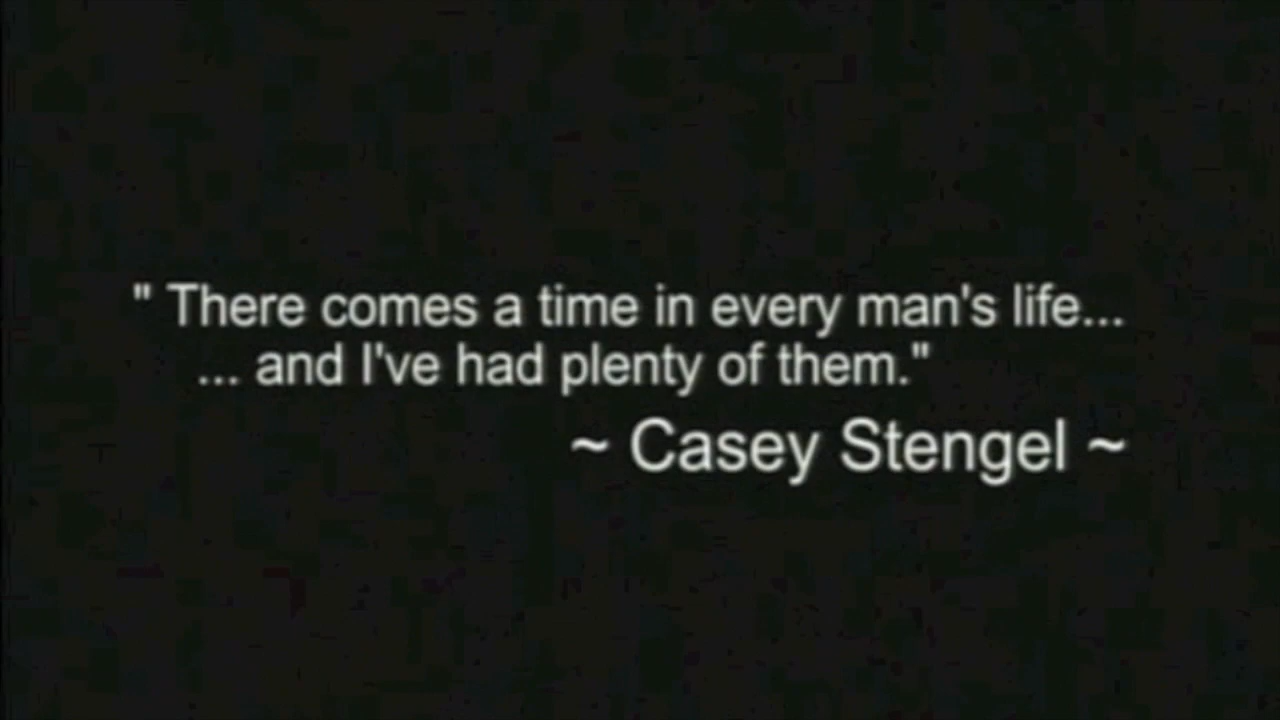 " There comes a time in every man's life...
... and I've had plenty of them."
~ Casey Stengel ~